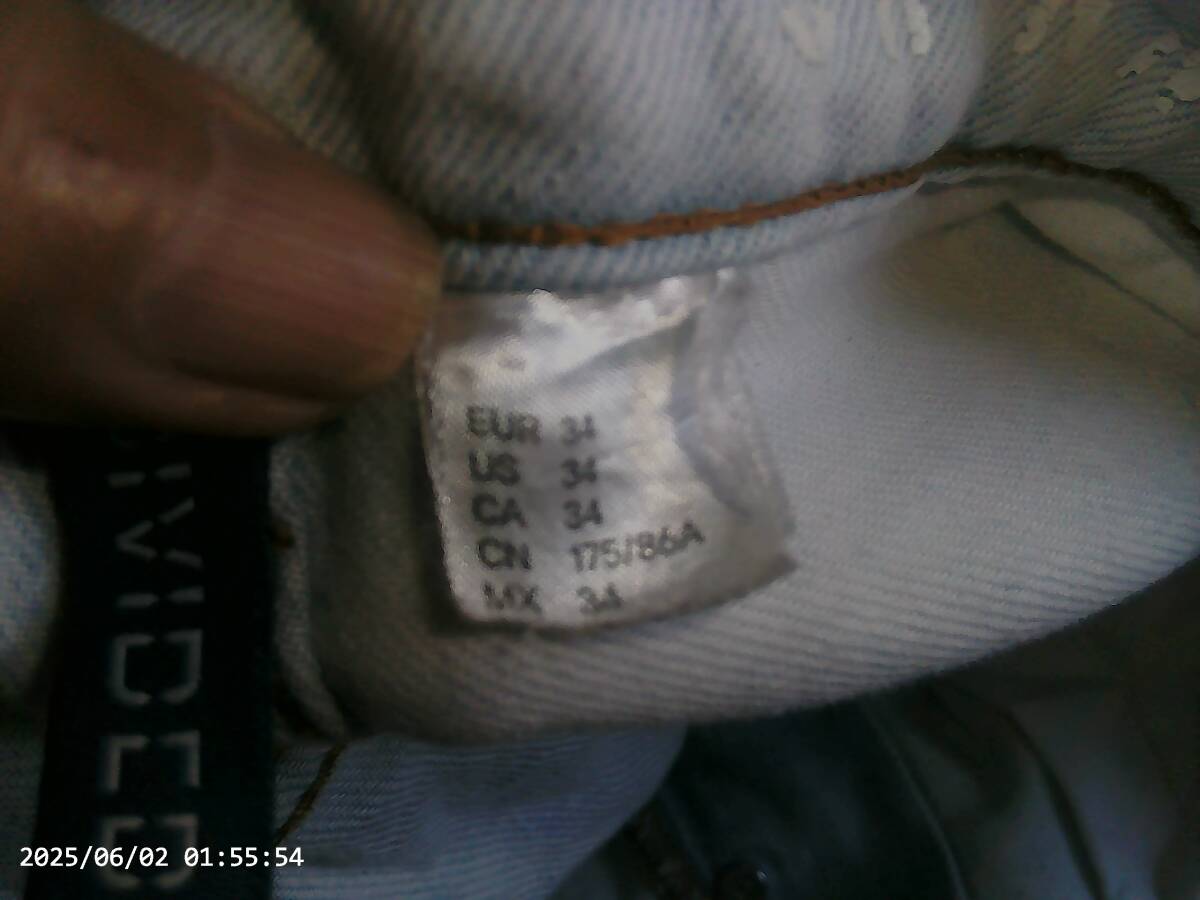 EUR 34
US 34
CA 34
CN 175/86A
MX 34
DIVIDED
2025/06/02 01:55:54